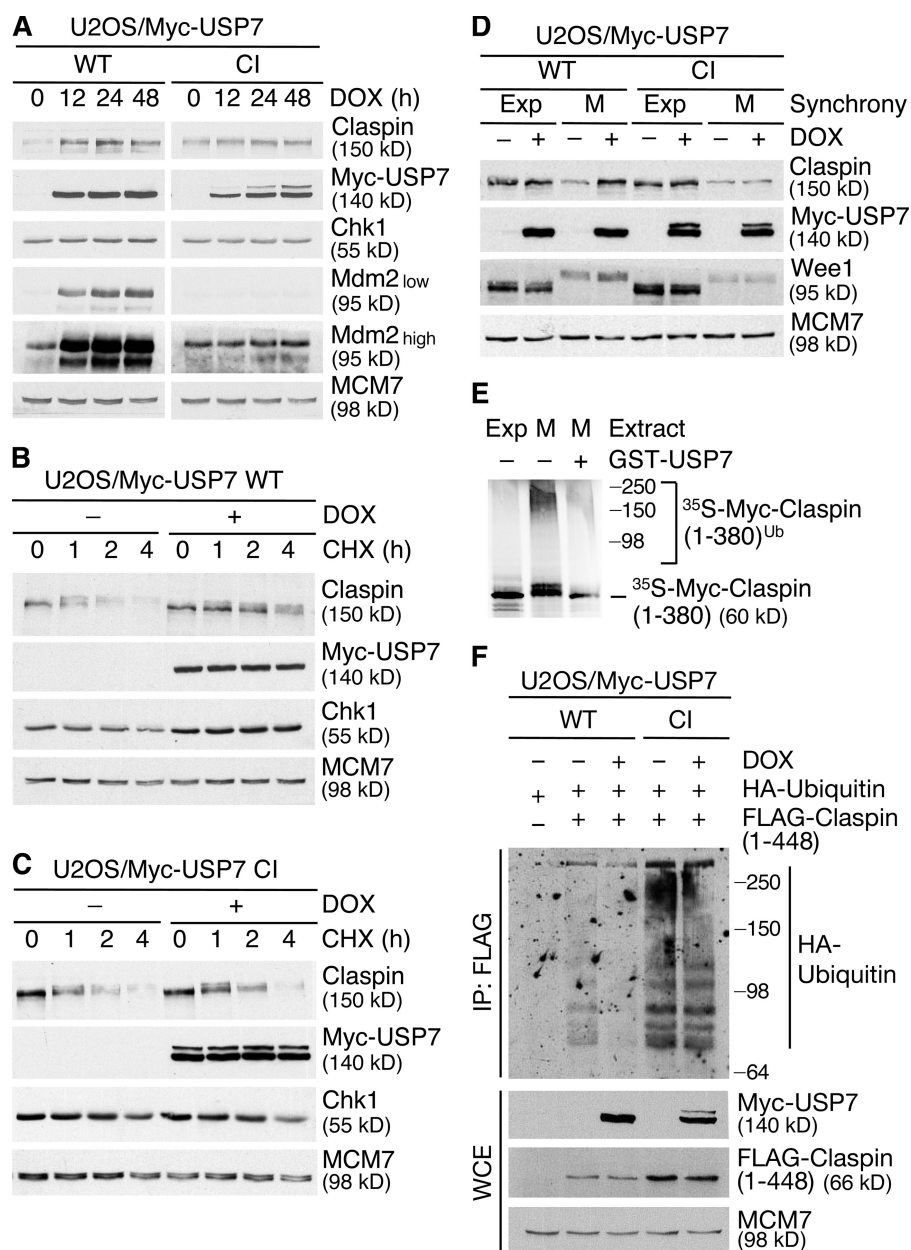 A
U2OS/Myc-USP7
WT CI
0 12 24 48 0 12 24 48 DOX (h)
Claspin
(150 kD)
Myc-USP7
(140 kD)
Chk1
(55 kD)
Mdm2 low
(95 kD)
Mdm2 high
(95 kD)
MCM7
(98 kD)
B
U2OS/Myc-USP7 WT
– + DOX
0 1 2 4 0 1 2 4 CHX (h)
Claspin
(150 kD)
Myc-USP7
(140 kD)
Chk1
(55 kD)
MCM7
(98 kD)
C
U2OS/Myc-USP7 CI
– + DOX
0 1 2 4 0 1 2 4 CHX (h)
Claspin
(150 kD)
Myc-USP7
(140 kD)
Chk1
(55 kD)
MCM7
(98 kD)
D
U2OS/Myc-USP7
WT CI
Exp M Exp M Synchrony
– + – + – + – + DOX
Claspin
(150 kD)
Myc-USP7
(140 kD)
Wee1
(95 kD)
MCM7
(98 kD)
E
Exp M M Extract
– – + GST-USP7
–250
–150
–98
³⁵S-Myc-Claspin
(1-380)ᵁᵇ
– ³⁵S-Myc-Claspin
(1-380) (60 kD)
F
U2OS/Myc-USP7
WT CI
– – + – + DOX
+ + + + + HA-Ubiquitin
– + + + + FLAG-Claspin
(1-448)
IP: FLAG
–250
–150
–98
–64
HA-
Ubiquitin
WCE
Myc-USP7
(140 kD)
FLAG-Claspin
(1-448) (66 kD)
MCM7
(98 kD)